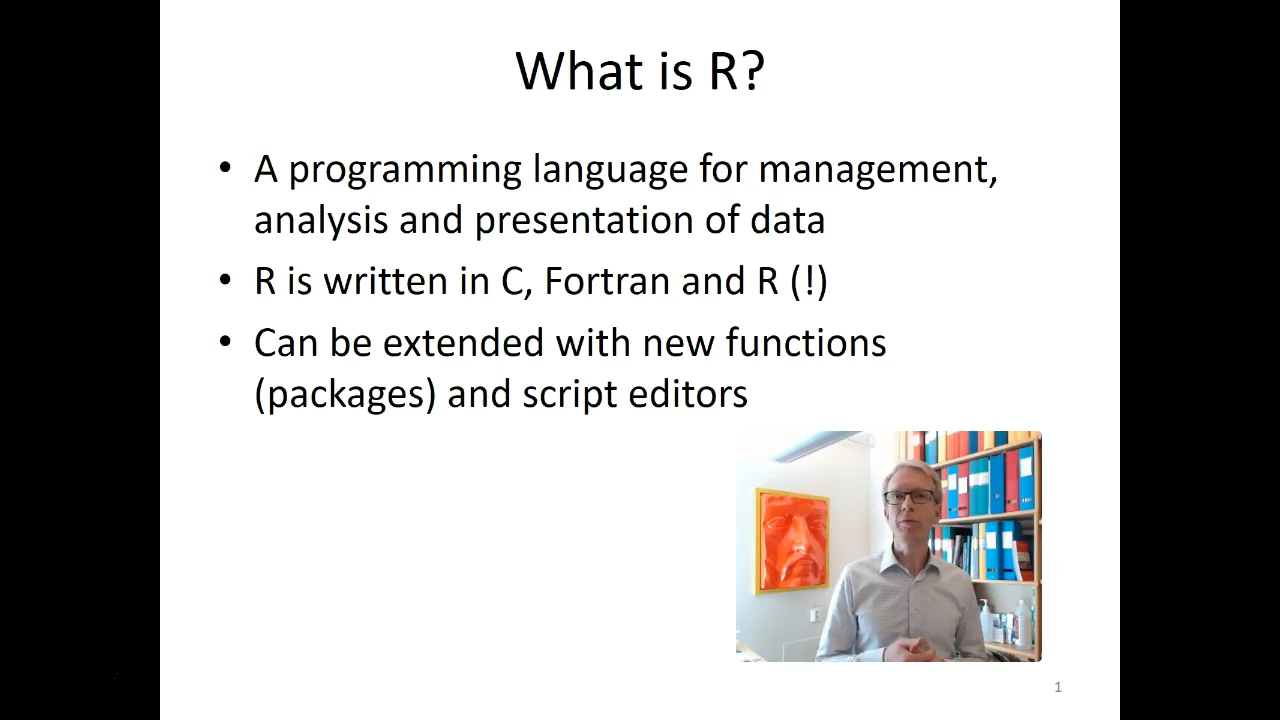 What is R?
• A programming language for management,
analysis and presentation of data
• R is written in C, Fortran and R (!)
• Can be extended with new functions
(packages) and script editors
1